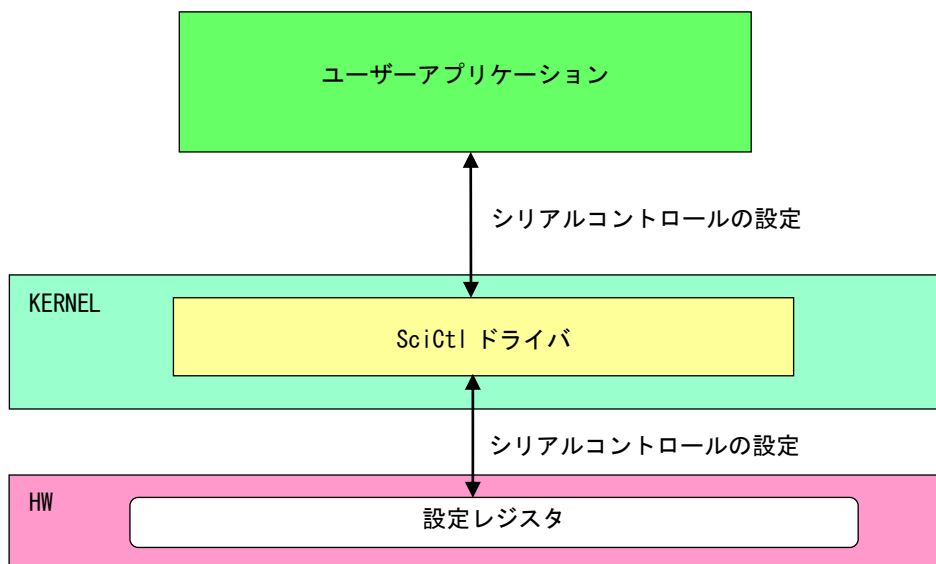 ユーザーアプリケーション
シリアルコントロールの設定
KERNEL
SciCtl ドライバ
シリアルコントロールの設定
HW
設定レジスタ